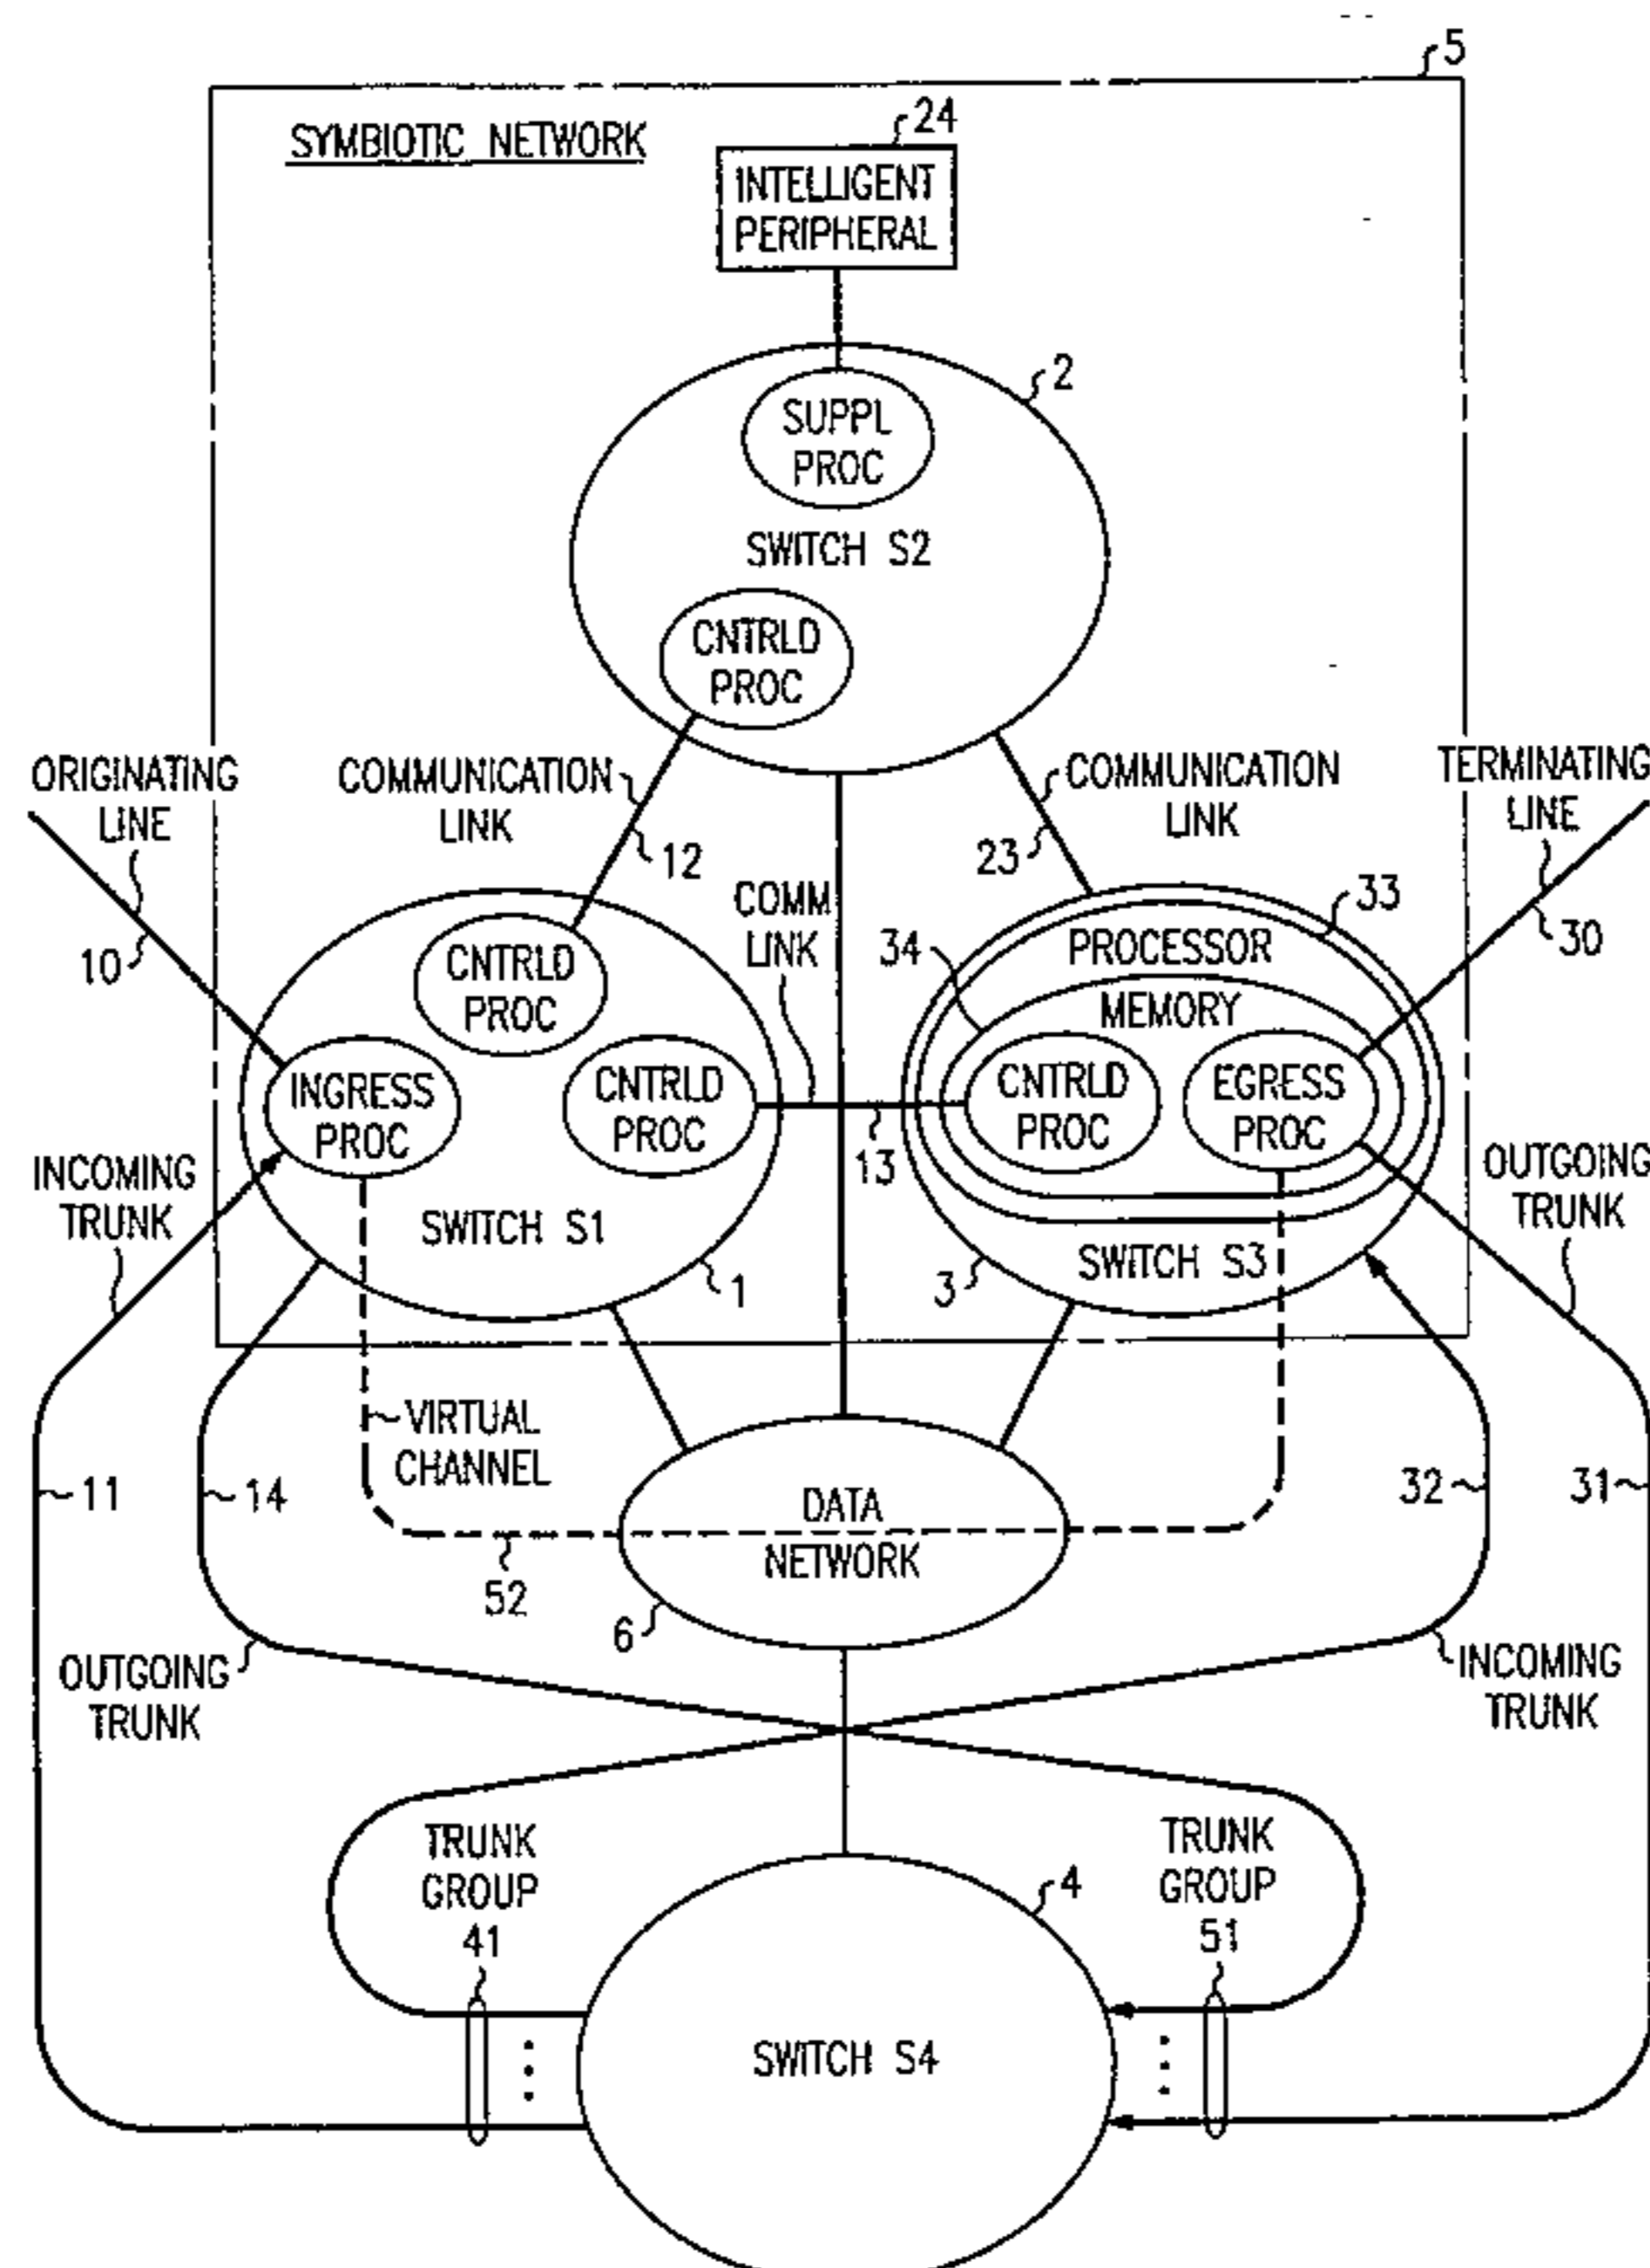 5
SYMBIOTIC NETWORK
24
INTELLIGENT
PERIPHERAL
2
SUPPL
PROC
SWITCH S2
CNTRLD
PROC
ORIGINATING
LINE
10
COMMUNICATION
LINK
12
COMMUNICATION
LINK
23
TERMINATING
LINE
30
COMM
LINK
13
CNTRLD
PROC
INGRESS
PROC
CNTRLD
PROC
SWITCH S1
1
33
PROCESSOR
34
MEMORY
CNTRLD
PROC
EGRESS
PROC
SWITCH S3
3
INCOMING
TRUNK
11
OUTGOING
TRUNK
31
14
VIRTUAL
CHANNEL
52
DATA
NETWORK
6
32
OUTGOING
TRUNK
INCOMING
TRUNK
TRUNK
GROUP
41
TRUNK
GROUP
51
4
SWITCH S4